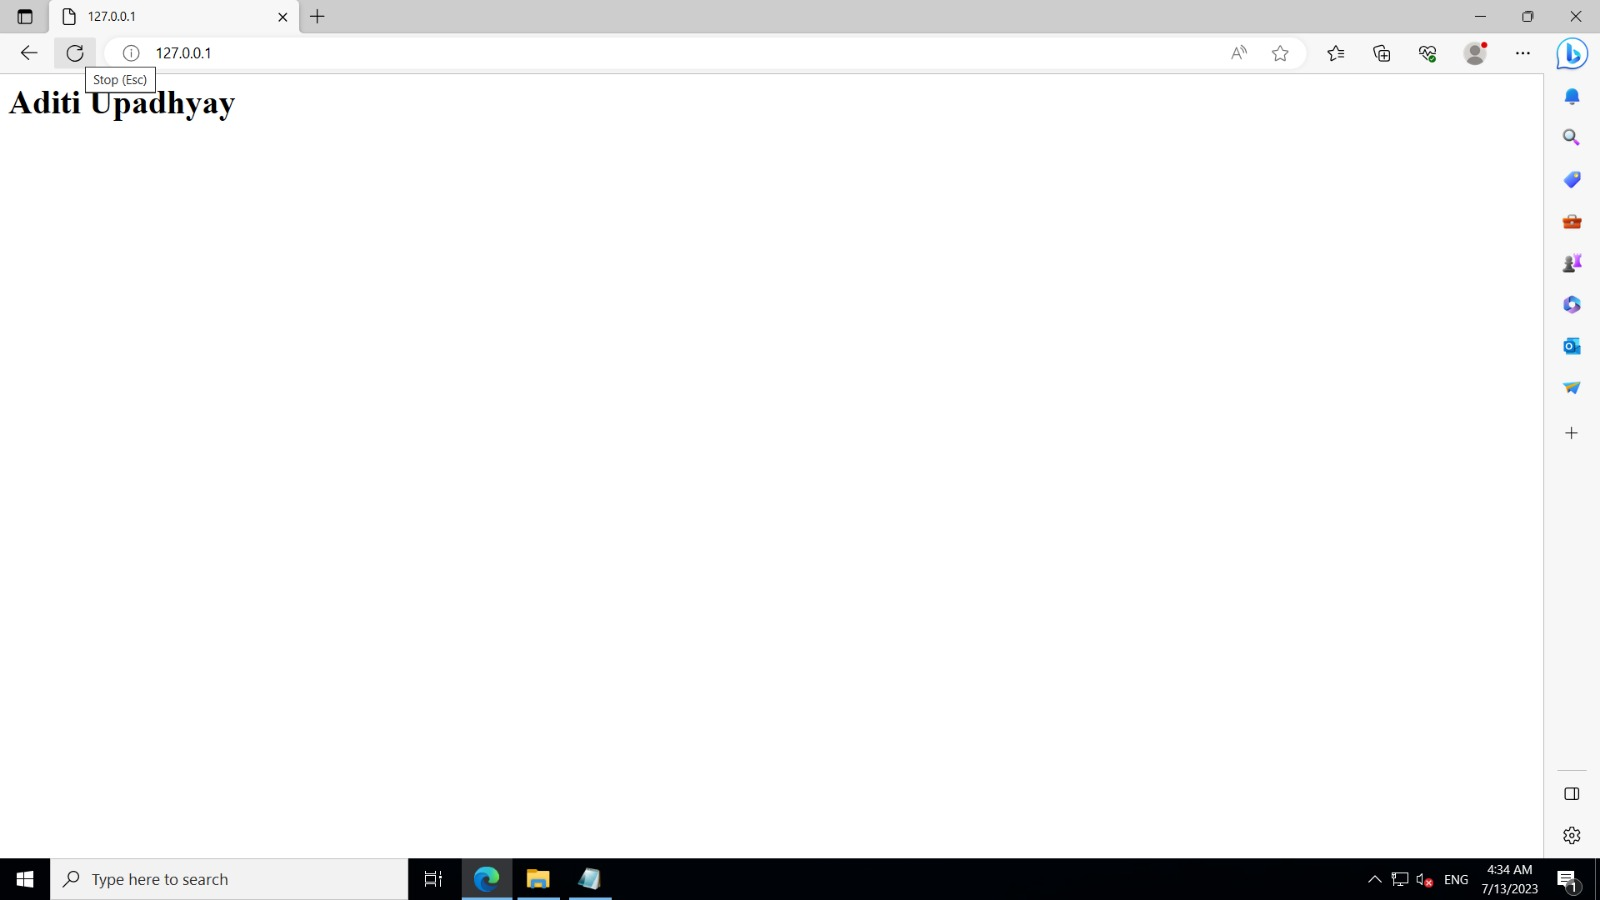 127.0.0.1
127.0.0.1
Stop (Esc)
Aditi Upadhyay
Type here to search
ENG
4:34 AM
7/13/2023
1